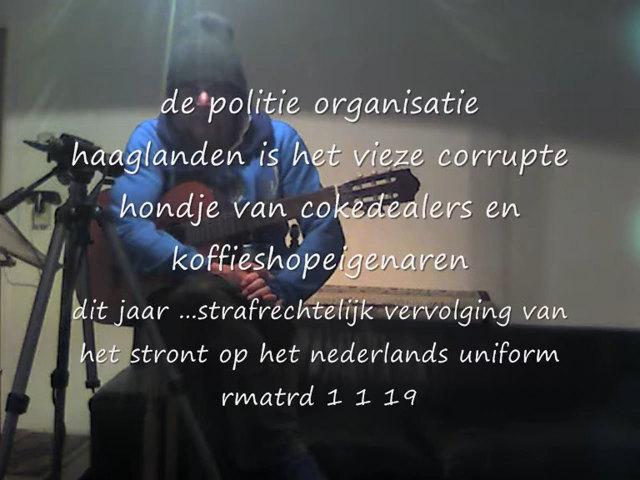 de politie organisatie
haaglanden is het vieze corrupte
hondje van cokedealers en
koffieshopeigenaren
dit jaar ...strafrechtelijk vervolging van
het stront op het nederlands uniform
rmatrd 1 1 19